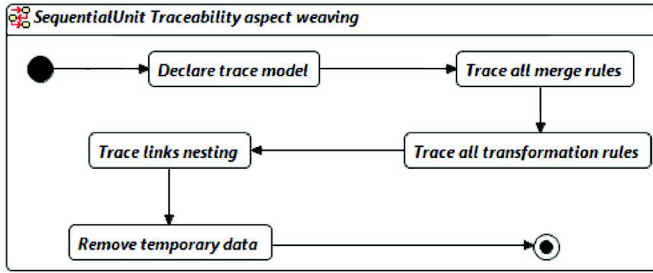 SequentialUnit Traceability aspect weaving
Declare trace model
Trace all merge rules
Trace all transformation rules
Trace links nesting
Remove temporary data